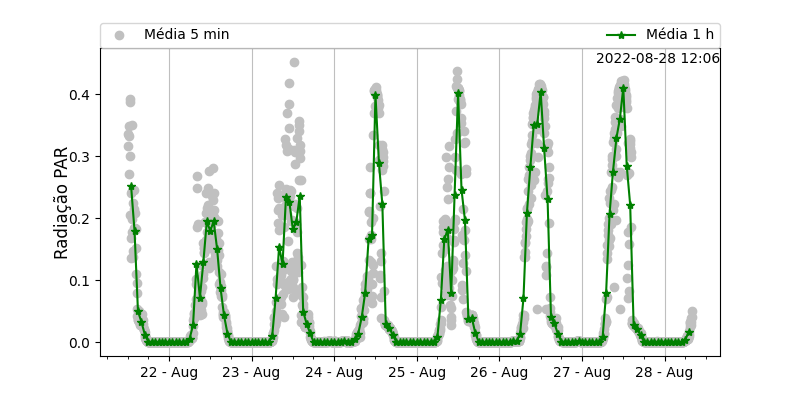 Média 5 min
Média 1 h
2022-08-28 12:06
Radiação PAR
0.4
0.3
0.2
0.1
0.0
22 - Aug
23 - Aug
24 - Aug
25 - Aug
26 - Aug
27 - Aug
28 - Aug